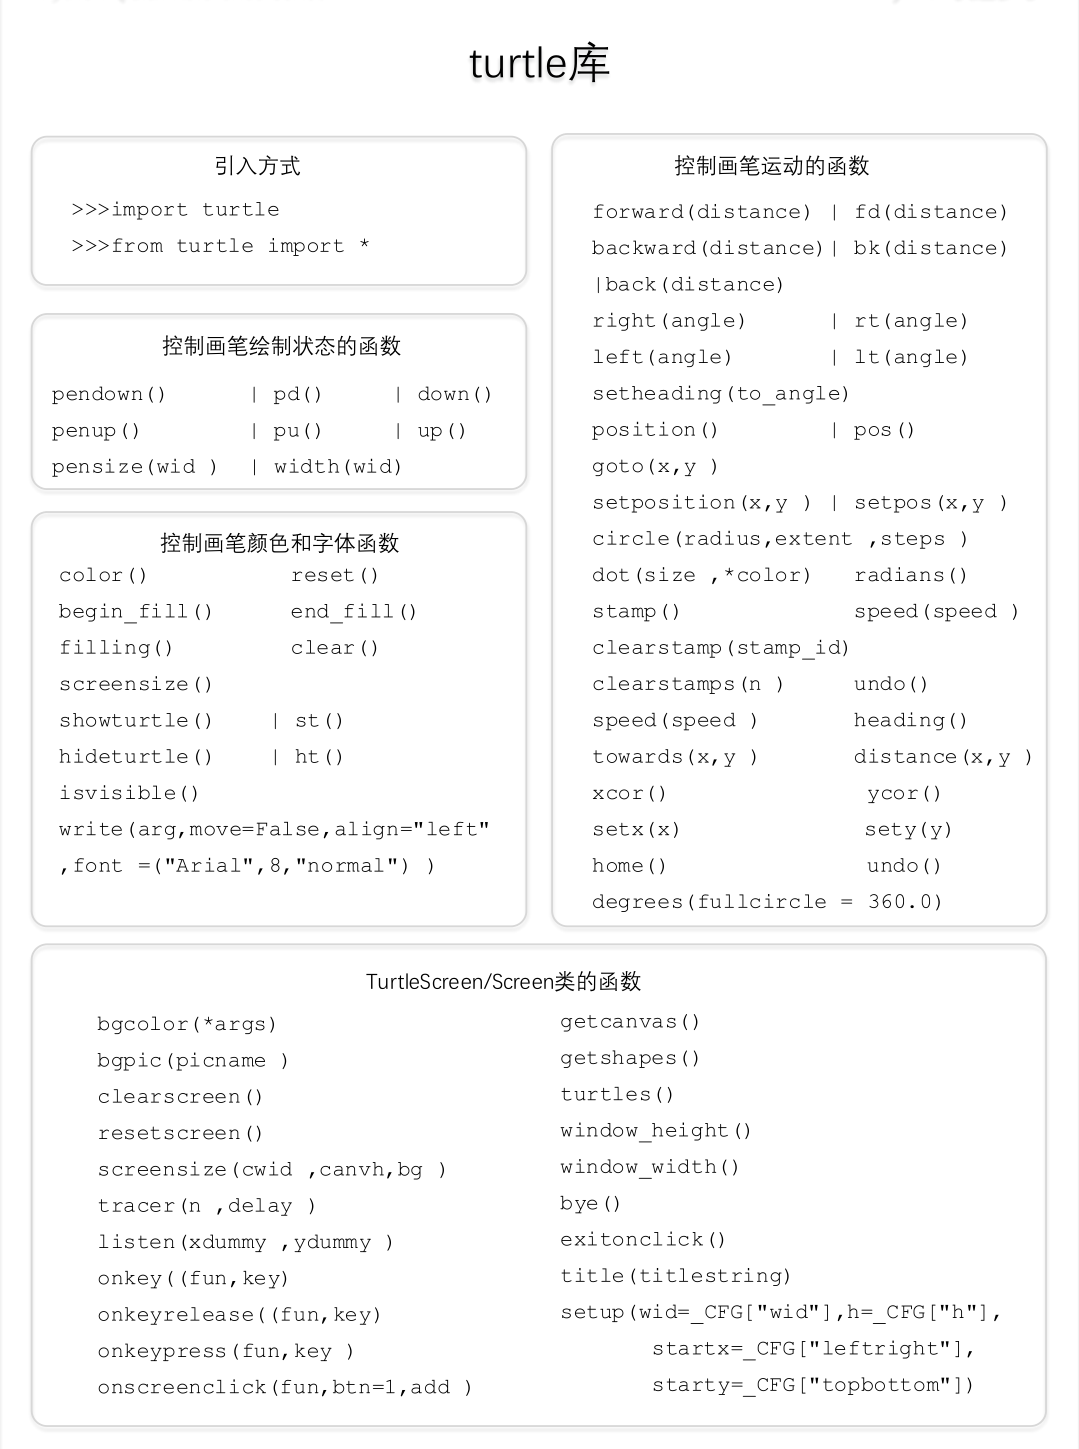 turtle库
引入方式
>>>import turtle
>>>from turtle import *
控制画笔绘制状态的函数
pendown() | pd() | down()
penup() | pu() | up()
pensize(wid ) | width(wid)
控制画笔颜色和字体函数
color() reset()
begin_fill() end_fill()
filling() clear()
screensize()
showturtle() | st()
hideturtle() | ht()
isvisible()
write(arg,move=False,align="left"
,font =("Arial",8,"normal") )
控制画笔运动的函数
forward(distance) | fd(distance)
backward(distance)| bk(distance)
|back(distance)
right(angle) | rt(angle)
left(angle) | lt(angle)
setheading(to_angle)
position() | pos()
goto(x,y )
setposition(x,y ) | setpos(x,y )
circle(radius,extent ,steps )
dot(size ,*color) radians()
stamp() speed(speed )
clearstamp(stamp_id)
clearstamps(n ) undo()
speed(speed ) heading()
towards(x,y ) distance(x,y )
xcor() ycor()
setx(x) sety(y)
home() undo()
degrees(fullcircle = 360.0)
TurtleScreen/Screen类的函数
bgcolor(*args)
bgpic(picname )
clearscreen()
resetscreen()
screensize(cwid ,canvh,bg )
tracer(n ,delay )
listen(xdummy ,ydummy )
onkey((fun,key)
onkeyrelease((fun,key)
onkeypress(fun,key )
onscreenclick(fun,btn=1,add )
getcanvas()
getshapes()
turtles()
window_height()
window_width()
bye()
exitonclick()
title(titlestring)
setup(wid=_CFG["wid"],h=_CFG["h"],
startx=_CFG["leftright"],
starty=_CFG["topbottom"])